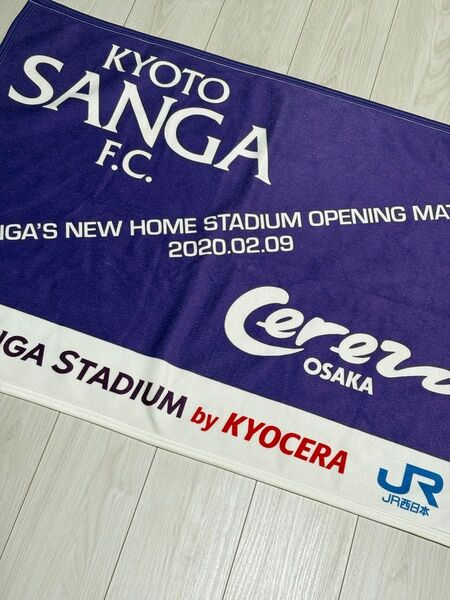 KYOTO
SANGA
F.C.
NGA'S NEW HOME STADIUM OPENING MAT
2020.02.09
Cerezo
OSAKA
NGA STADIUM by KYOCERA
JR
JR西日本